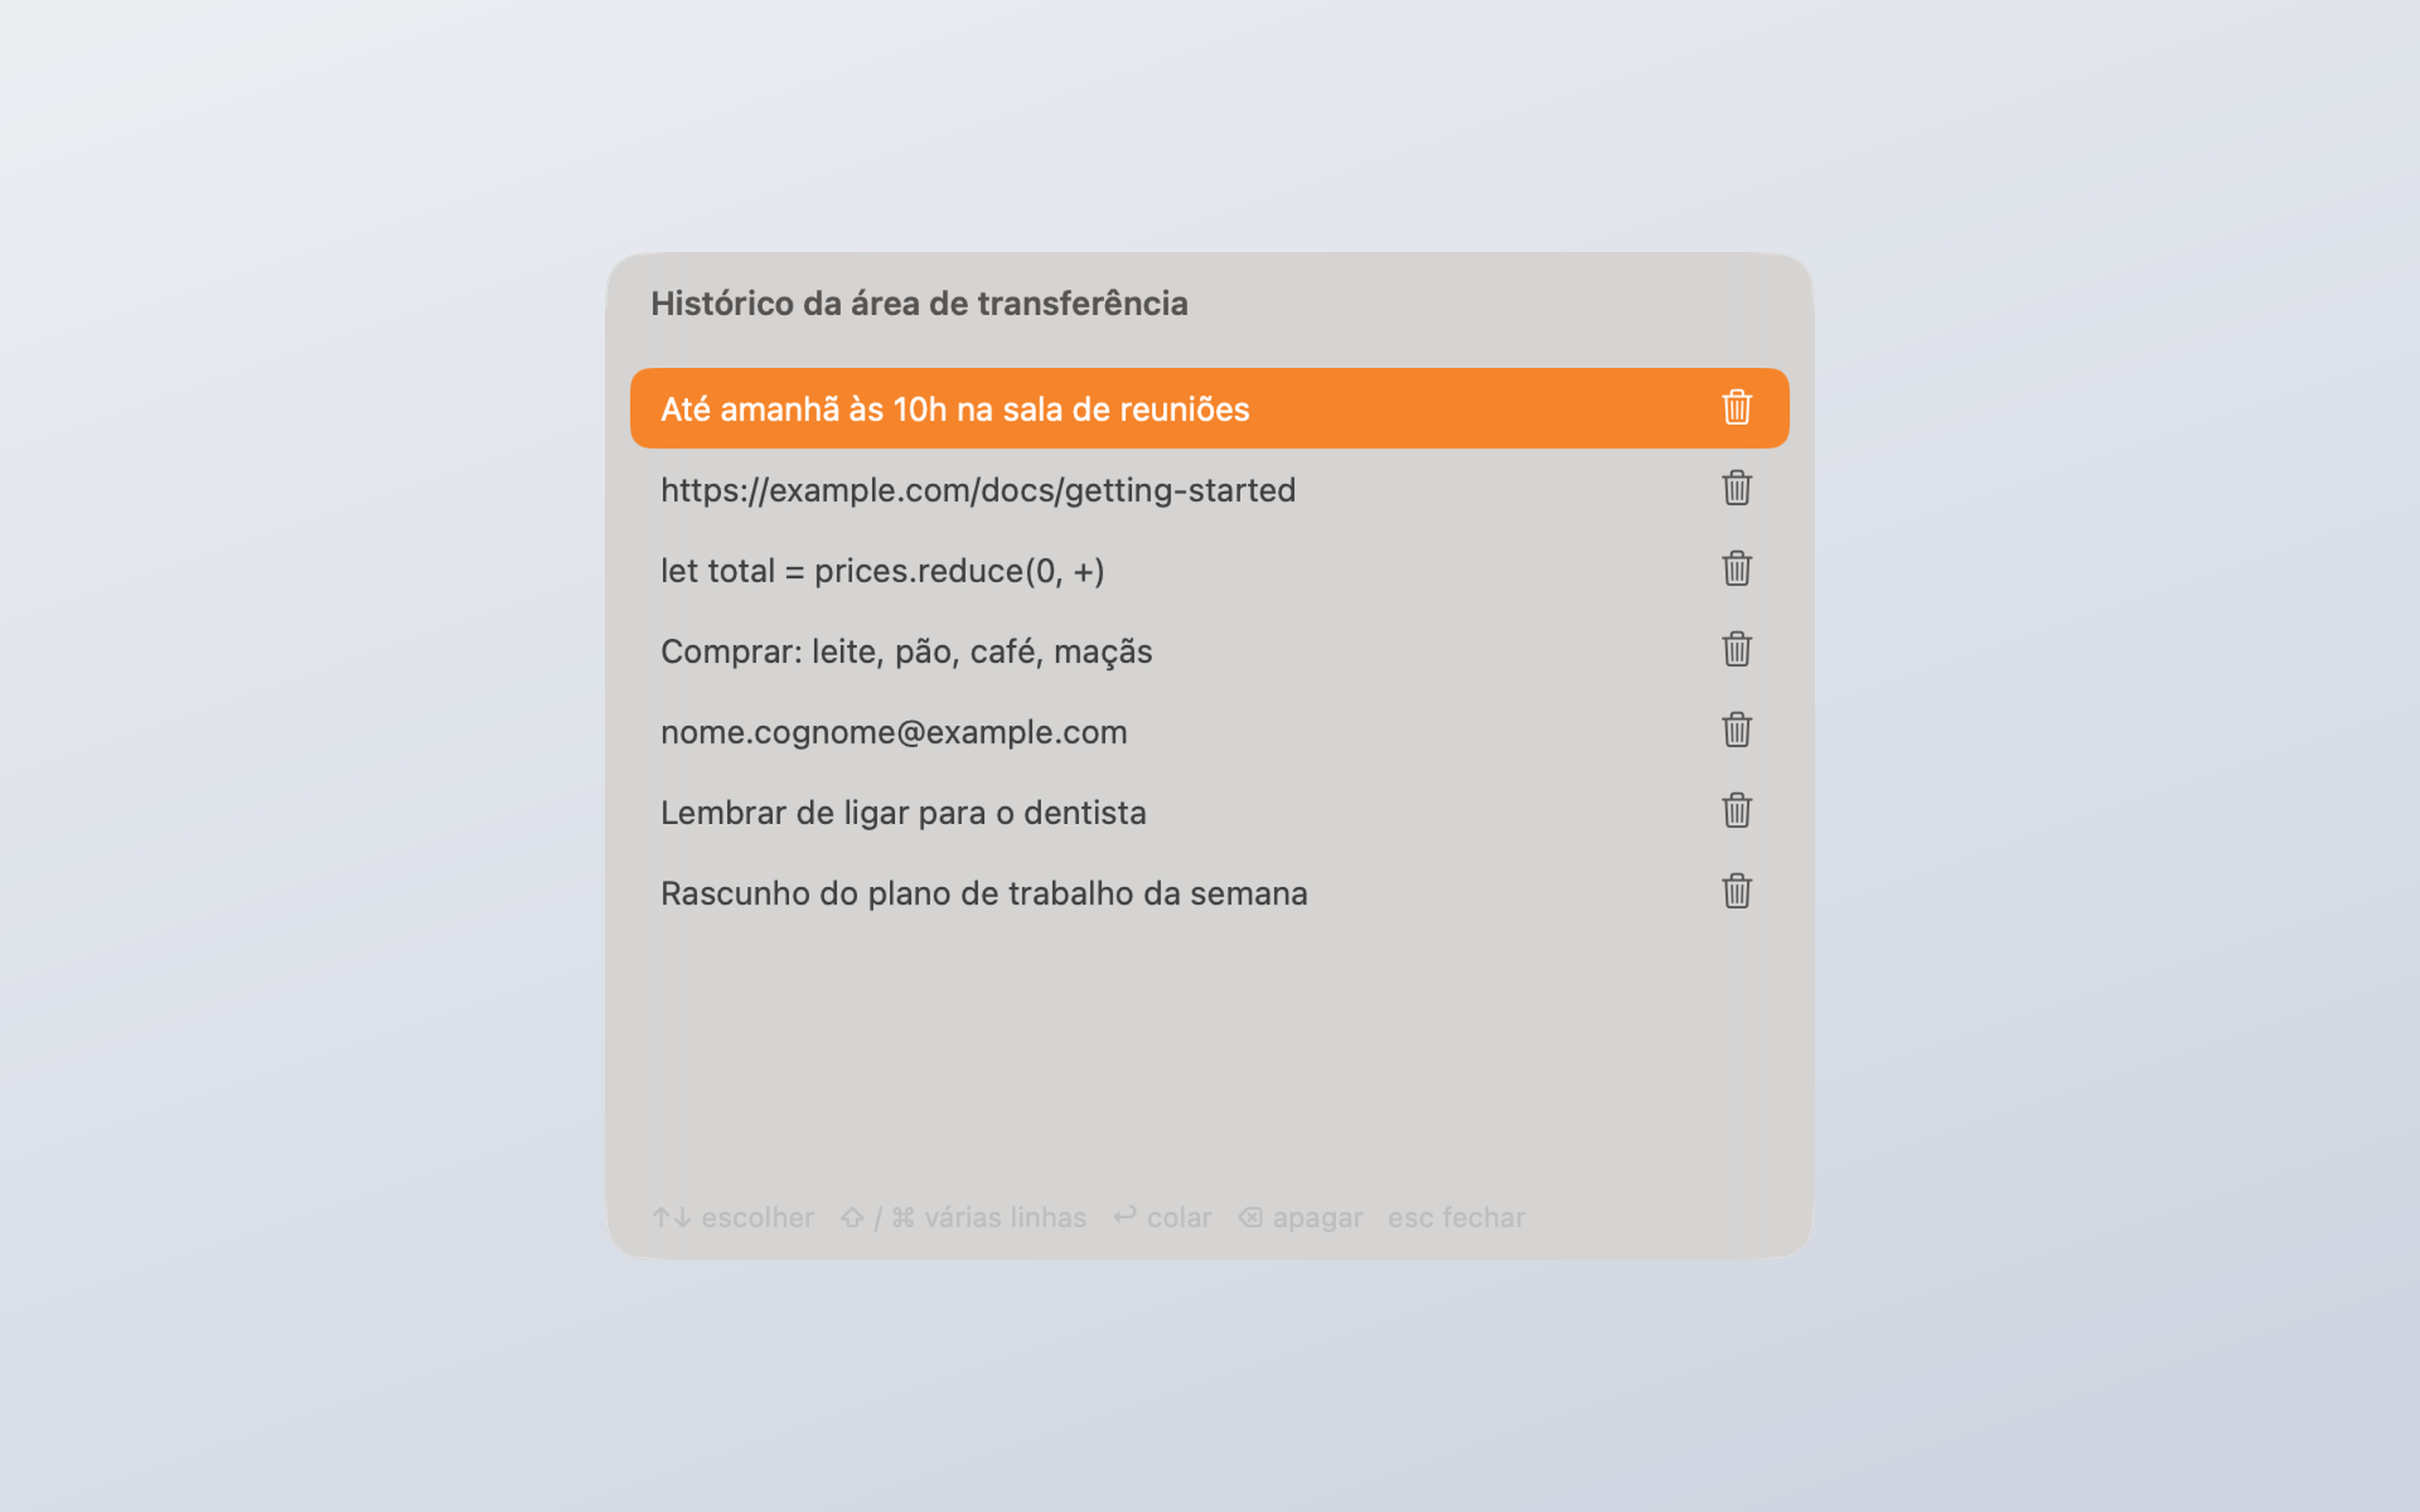 Histórico da área de transferência
Até amanhã às 10h na sala de reuniões
https://example.com/docs/getting-started
let total = prices.reduce(0, +)
Comprar: leite, pão, café, maçãs
nome.cognome@example.com
Lembrar de ligar para o dentista
Rascunho do plano de trabalho da semana
↑↓ escolher ⇧ / ⌘ várias linhas ↩ colar ⌫ apagar esc fechar